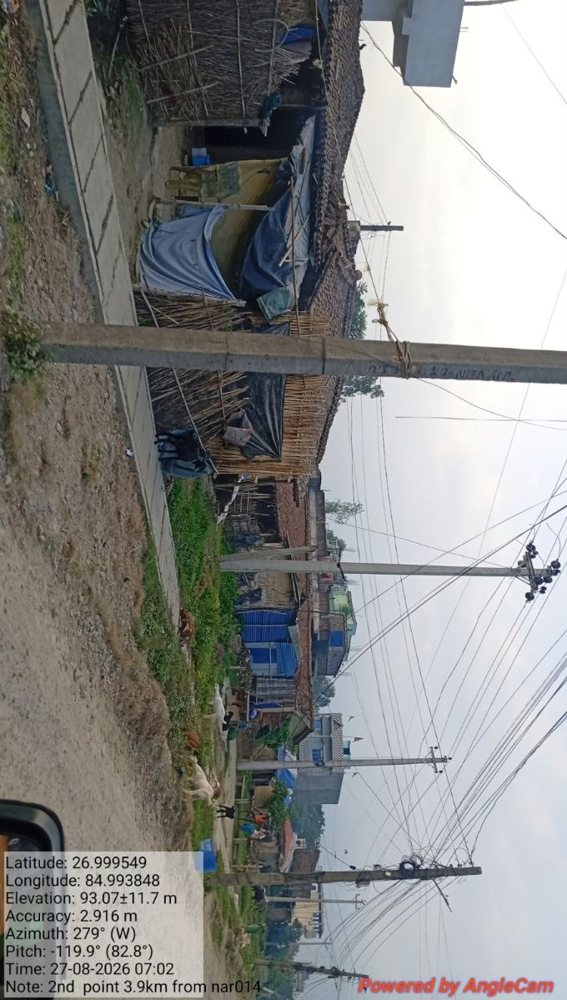 Latitude: 26.999549
Longitude: 84.993848
Elevation: 93.07±11.7 m
Accuracy: 2.916 m
Azimuth: 279° (W)
Pitch: -119.9° (82.8°)
Time: 27-08-2026 07:02
Note: 2nd  point 3.9km from nar014
Powered by AngleCam